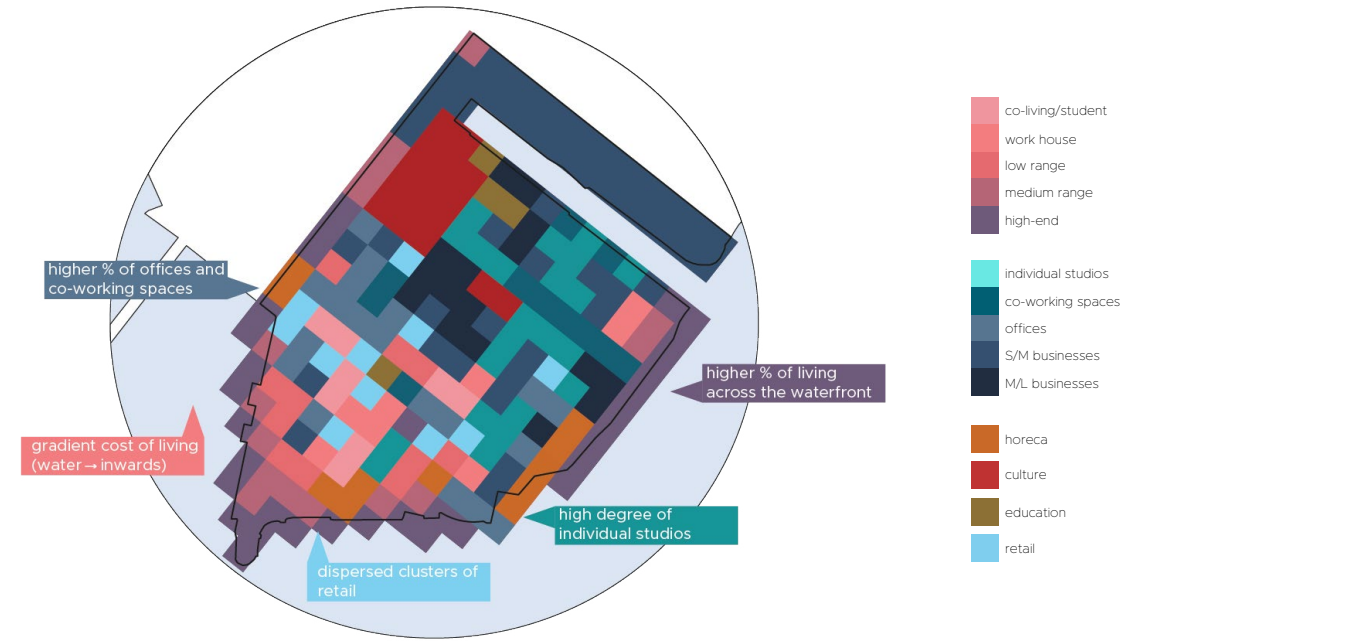 higher % of offices and
co-working spaces
gradient cost of living
(water→inwards)
dispersed clusters of
retail
high degree of
individual studios
higher % of living
across the waterfront
co-living/student
work house
low range
medium range
high-end
individual studios
co-working spaces
offices
S/M businesses
M/L businesses
horeca
culture
education
retail